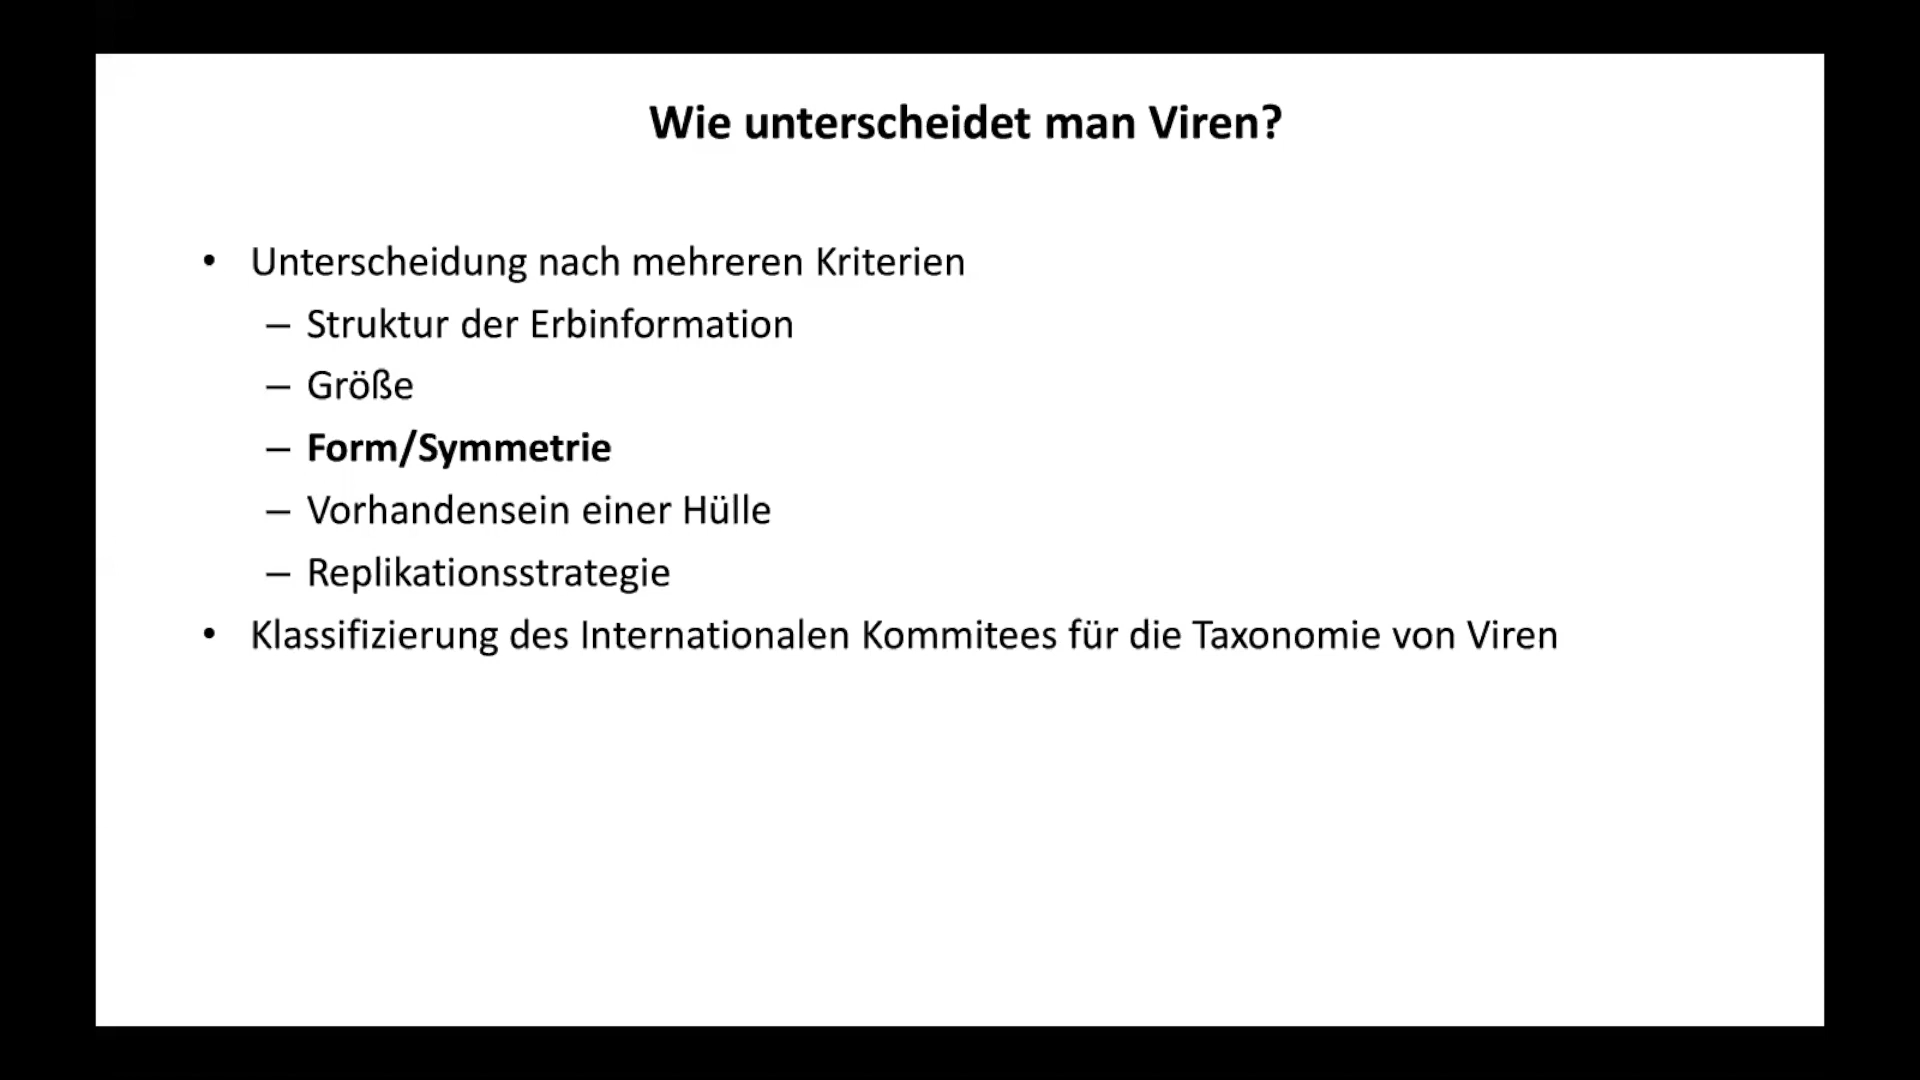 Wie unterscheidet man Viren?
• Unterscheidung nach mehreren Kriterien
– Struktur der Erbinformation
– Größe
– Form/Symmetrie
– Vorhandensein einer Hülle
– Replikationsstrategie
• Klassifizierung des Internationalen Kommitees für die Taxonomie von Viren